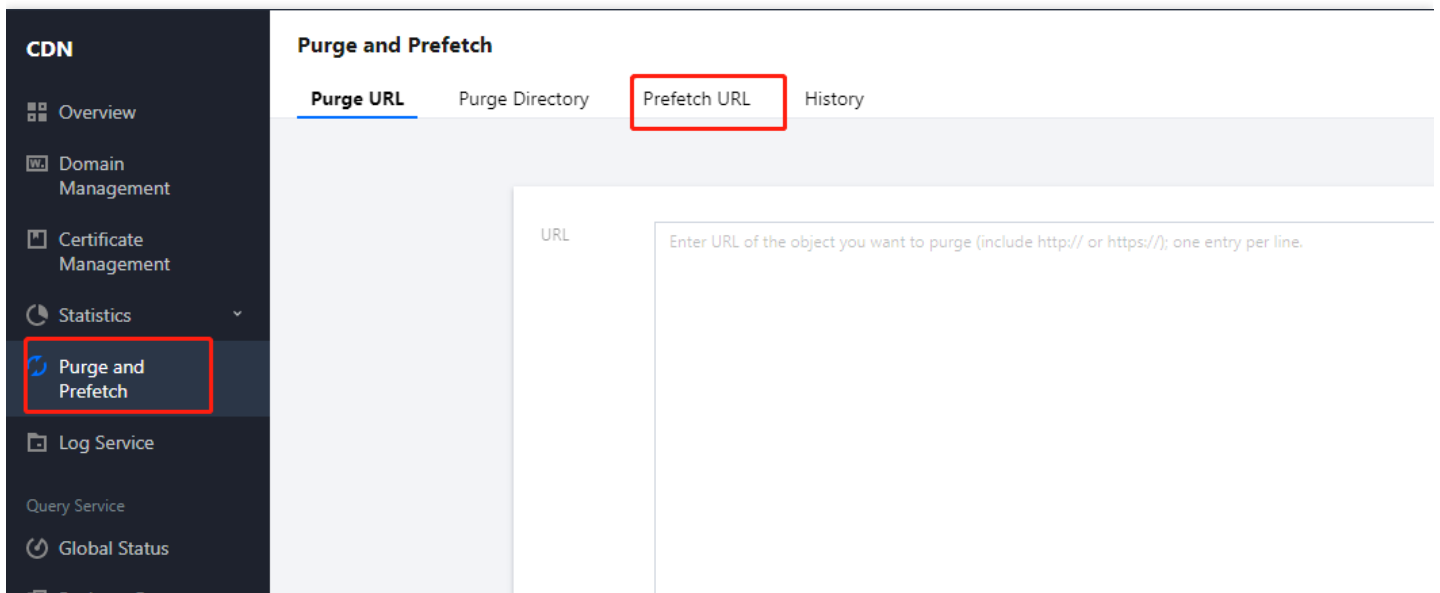 CDN
Overview
Domain
Management
Certificate
Management
Statistics
Purge and
Prefetch
Log Service
Query Service
Global Status
Purge and Prefetch
Purge URL Purge Directory Prefetch URL History
URL
Enter URL of the object you want to purge (include http:// or https://); one entry per line.